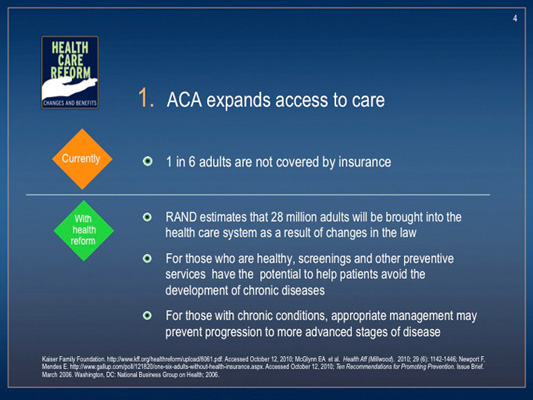 4
HEALTH
CARE
REFORM
CHANGES AND BENEFITS
1. ACA expands access to care
Currently
1 in 6 adults are not covered by insurance
With
health
reform
RAND estimates that 28 million adults will be brought into the
health care system as a result of changes in the law
For those who are healthy, screenings and other preventive
services have the potential to help patients avoid the
development of chronic diseases
For those with chronic conditions, appropriate management may
prevent progression to more advanced stages of disease
Kaiser Family Foundation. http://www.kff.org/healthreform/upload/8061.pdf. Accessed October 12, 2010; McGlynn EA et al. Health Aff (Millwood). 2010; 29 (6): 1142-1446; Newport F,
Mendes E. http://www.gallup.com/poll/121820/one-six-adults-without-health-insurance.aspx. Accessed October 12, 2010; Ten Recommendations for Promoting Prevention. Issue Brief.
March 2006. Washington, DC: National Business Group on Health; 2006.